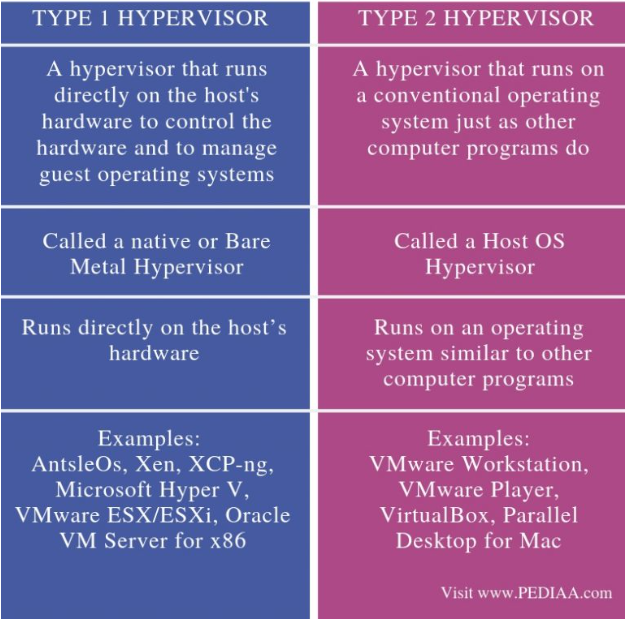 TYPE 1 HYPERVISOR
TYPE 2 HYPERVISOR
A hypervisor that runs
directly on the host's
hardware to control the
hardware and to manage
guest operating systems
A hypervisor that runs on
a conventional operating
system just as other
computer programs do
Called a native or Bare
Metal Hypervisor
Called a Host OS
Hypervisor
Runs directly on the host’s
hardware
Runs on an operating
system similar to other
computer programs
Examples:
AntsleOs, Xen, XCP-ng,
Microsoft Hyper V,
VMware ESX/ESXi, Oracle
VM Server for x86
Examples:
VMware Workstation,
VMware Player,
VirtualBox, Parallel
Desktop for Mac
Visit www.PEDIAA.com